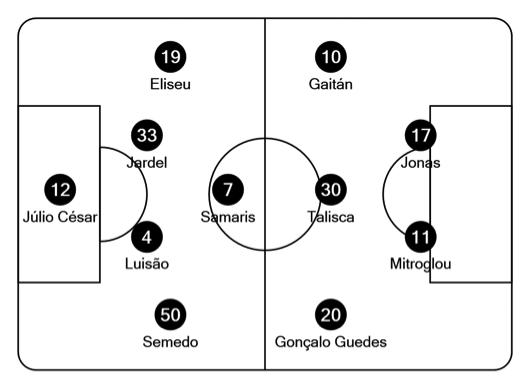 19
Eliseu
10
Gaitán
33
Jardel
17
Jonas
12
Júlio César
7
Samaris
30
Talisca
4
Luisão
11
Mitroglou
50
Semedo
20
Gonçalo Guedes